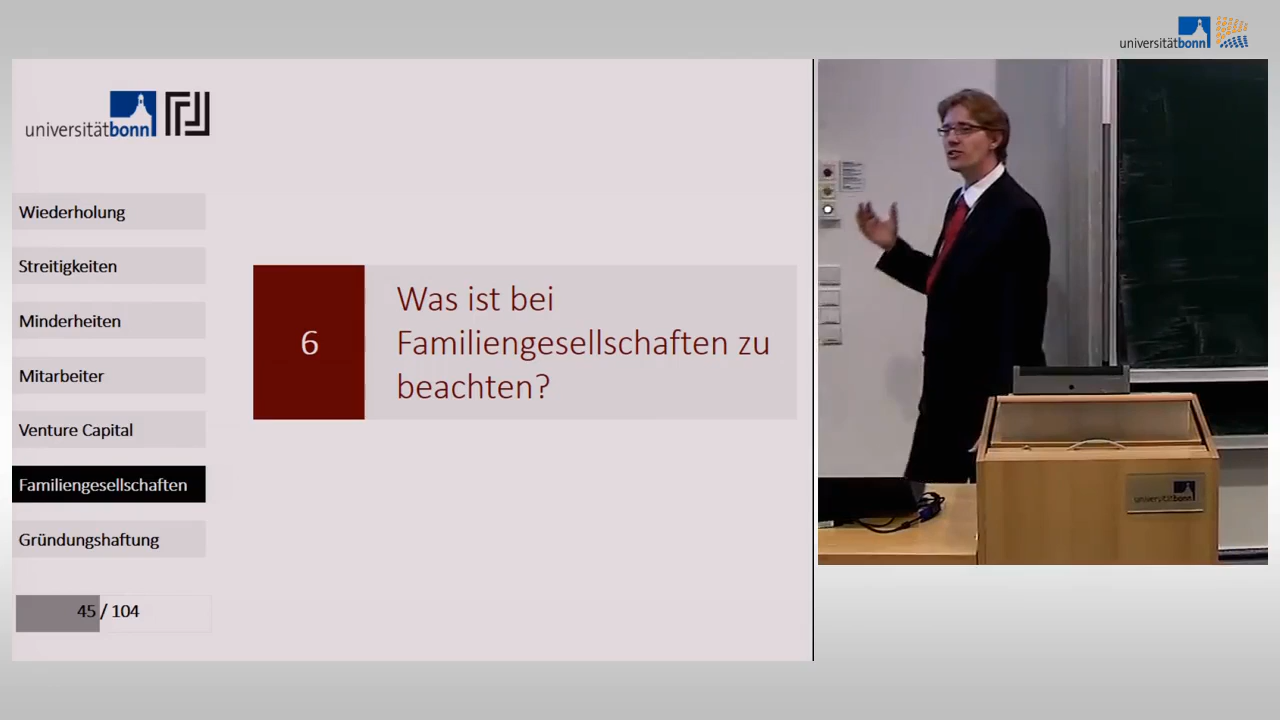 universitätbonn
universitätbonn
Wiederholung
Streitigkeiten
Minderheiten
Mitarbeiter
Venture Capital
Familiengesellschaften
Gründungshaftung
45 / 104
6
Was ist bei
Familiengesellschaften zu
beachten?
universitätbonn